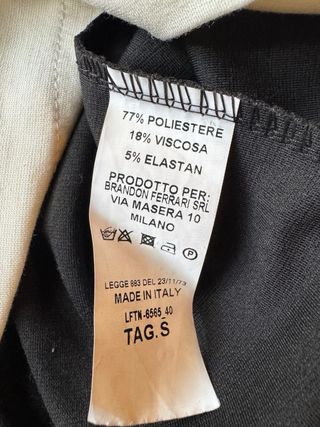 77% POLIESTERE
18% VISCOSA
5% ELASTAN
PRODOTTO PER:
BRANDON FERRARI SRL
VIA MASERA 10
MILANO
LEGGE 883 DEL 23/11/73
MADE IN ITALY
LFTN-6565_40
TAG. S